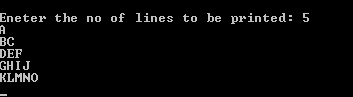 Eneter the no of lines to be printed: 5
A
BC
DEF
GHIJ
KLMNO